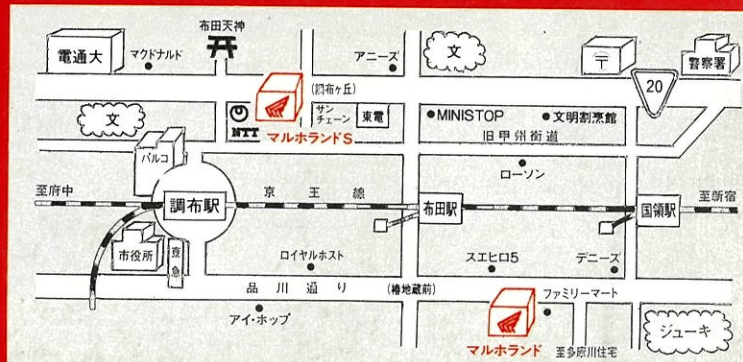 布田天神
電通大
マクドナルド
アニーズ
文
〒
警察署
20
(調布ヶ丘)
文
NTT
サン
チェーン
東電
MINISTOP
文明割烹館
マルホランドS
旧甲州街道
パルコ
ローソン
至府中
調布駅
京王線
布田駅
国領駅
至新宿
市役所
京急
ロイヤルホスト
スエヒロ5
デニーズ
品川通り
(椿地蔵前)
ファミリーマート
アイ・ホップ
マルホランド
至多摩川住宅
ジューキ